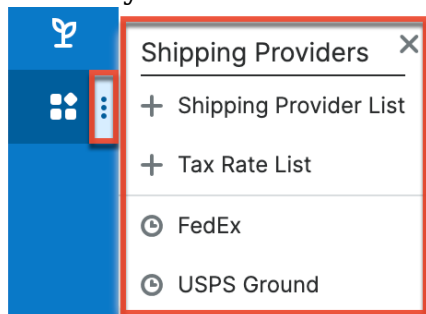 Shipping Providers
Shipping Provider List
Tax Rate List
FedEx
USPS Ground